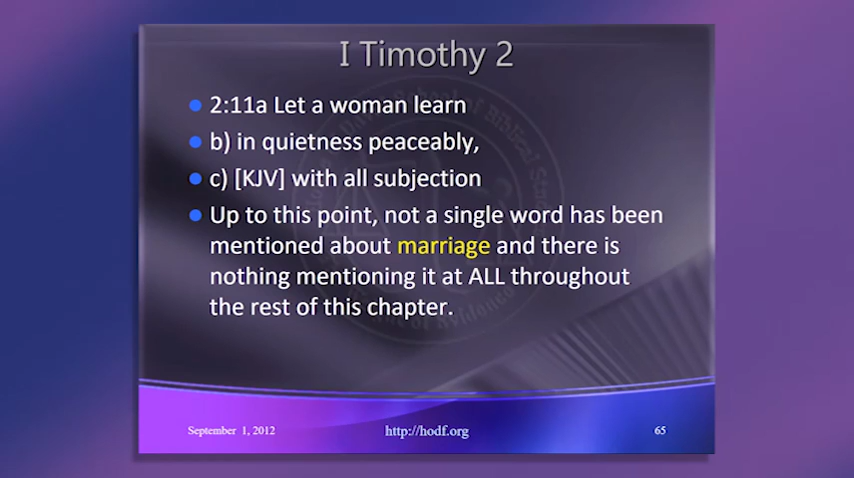 I Timothy 2
2:11a Let a woman learn
b) in quietness peaceably,
c) [KJV] with all subjection
Up to this point, not a single word has been
mentioned about marriage and there is
nothing mentioning it at ALL throughout
the rest of this chapter.
September 1, 2012
http://hodf.org
65